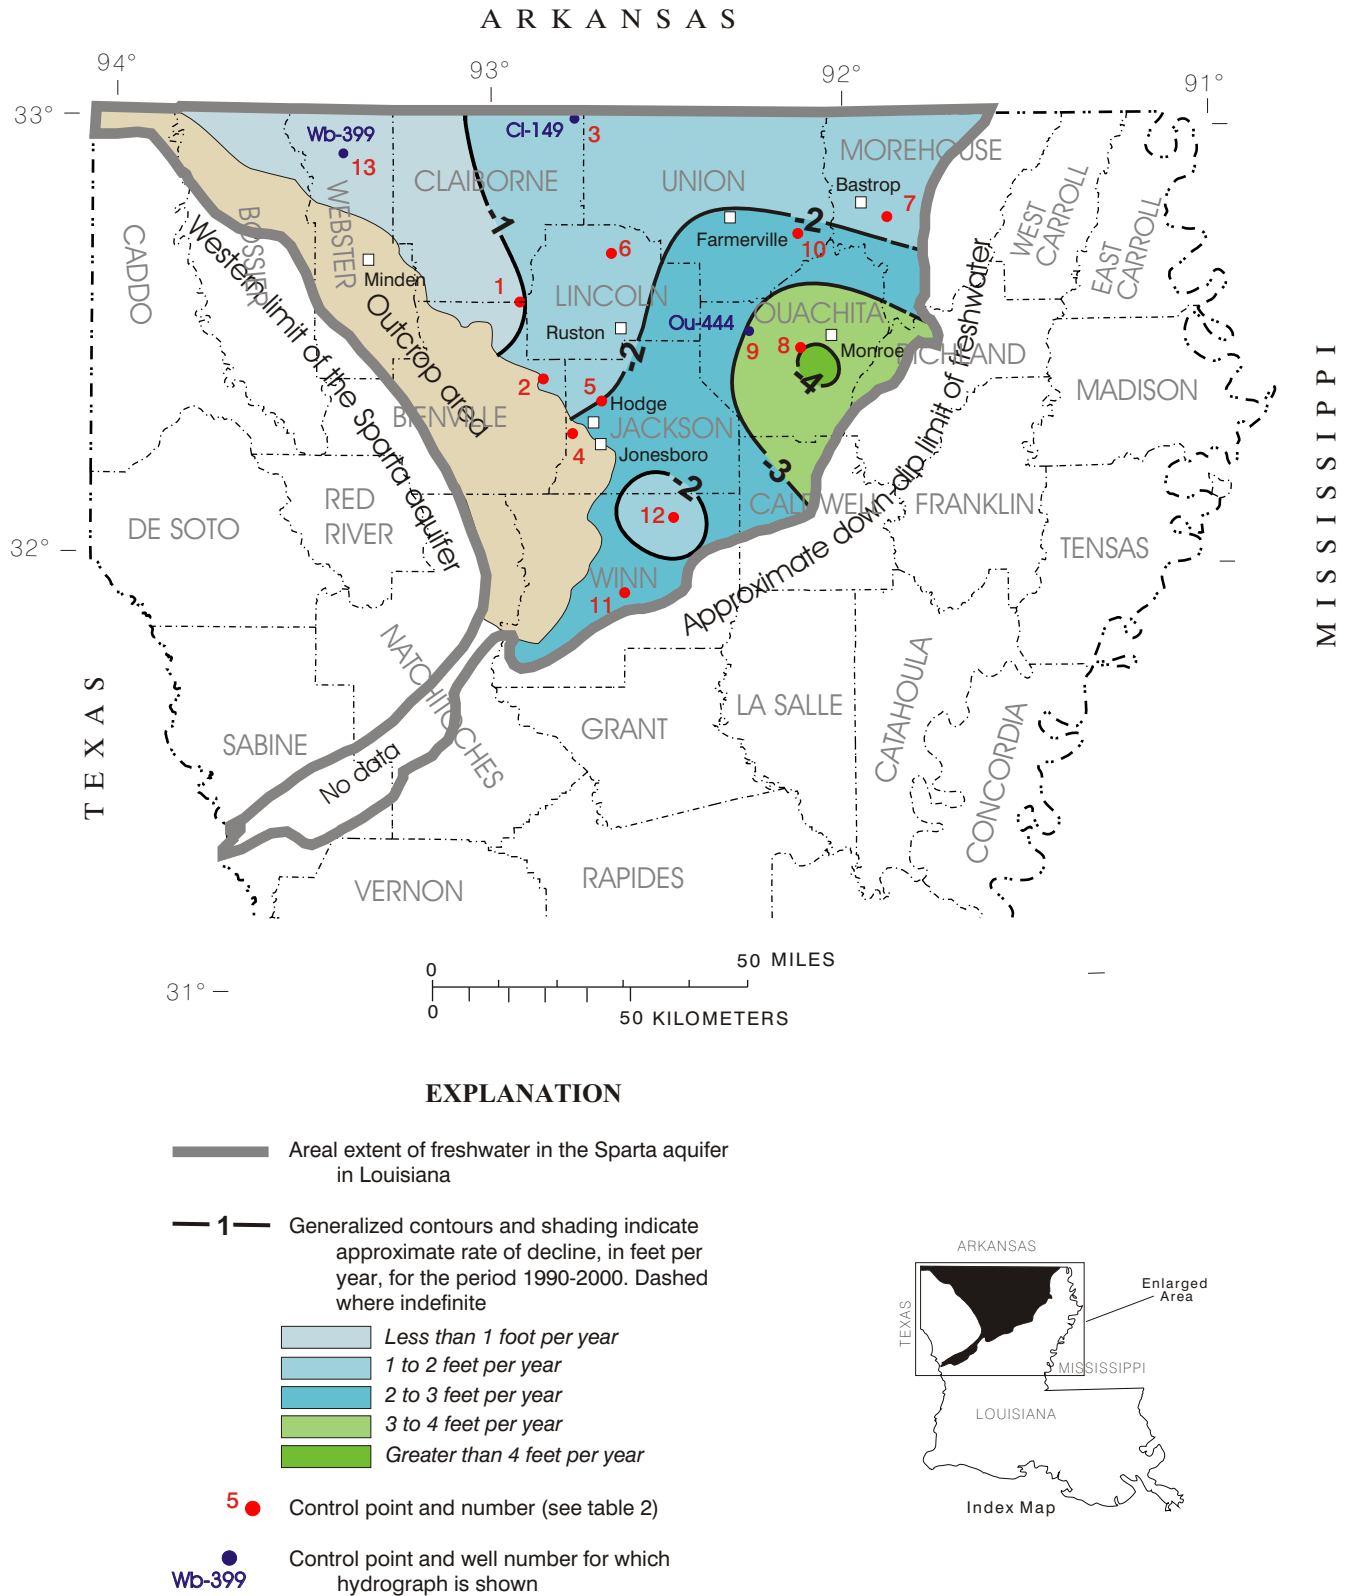 ARKANSAS
94°
93°
92°
91°
33°
Wb-399
13
Cl-149
3
MOREHOUSE
CLAIBORNE
UNION
Bastrop
7
WEBSTER
BOSSIER
CADDO
WEST
CARROLL
EAST
CARROLL
-1
-2
Farmerville
10
6
Minden
1
LINCOLN
Ruston
-2
Ou-444
9
OUACHITA
8
Monroe
RICHLAND
-4
MADISON
Western limit of the Sparta aquifer
Outcrop area
2
5
Hodge
BIENVILLE
JACKSON
4
Jonesboro
-3
-2
12
CALDWELL
FRANKLIN
RED
RIVER
DE SOTO
32°
TENSAS
WINN
11
Approximate down-dip limit of freshwater
MISSISSIPPI
TEXAS
NATCHITOCHES
SABINE
No data
GRANT
LA SALLE
CATAHOULA
CONCORDIA
VERNON
RAPIDES
31°
0
50 MILES
0
50 KILOMETERS
EXPLANATION
Areal extent of freshwater in the Sparta aquifer
in Louisiana
1
Generalized contours and shading indicate
approximate rate of decline, in feet per
year, for the period 1990-2000. Dashed
where indefinite
Less than 1 foot per year
1 to 2 feet per year
2 to 3 feet per year
3 to 4 feet per year
Greater than 4 feet per year
5
Control point and number (see table 2)
Wb-399
Control point and well number for which
hydrograph is shown
ARKANSAS
TEXAS
Enlarged
Area
MISSISSIPPI
LOUISIANA
Index Map